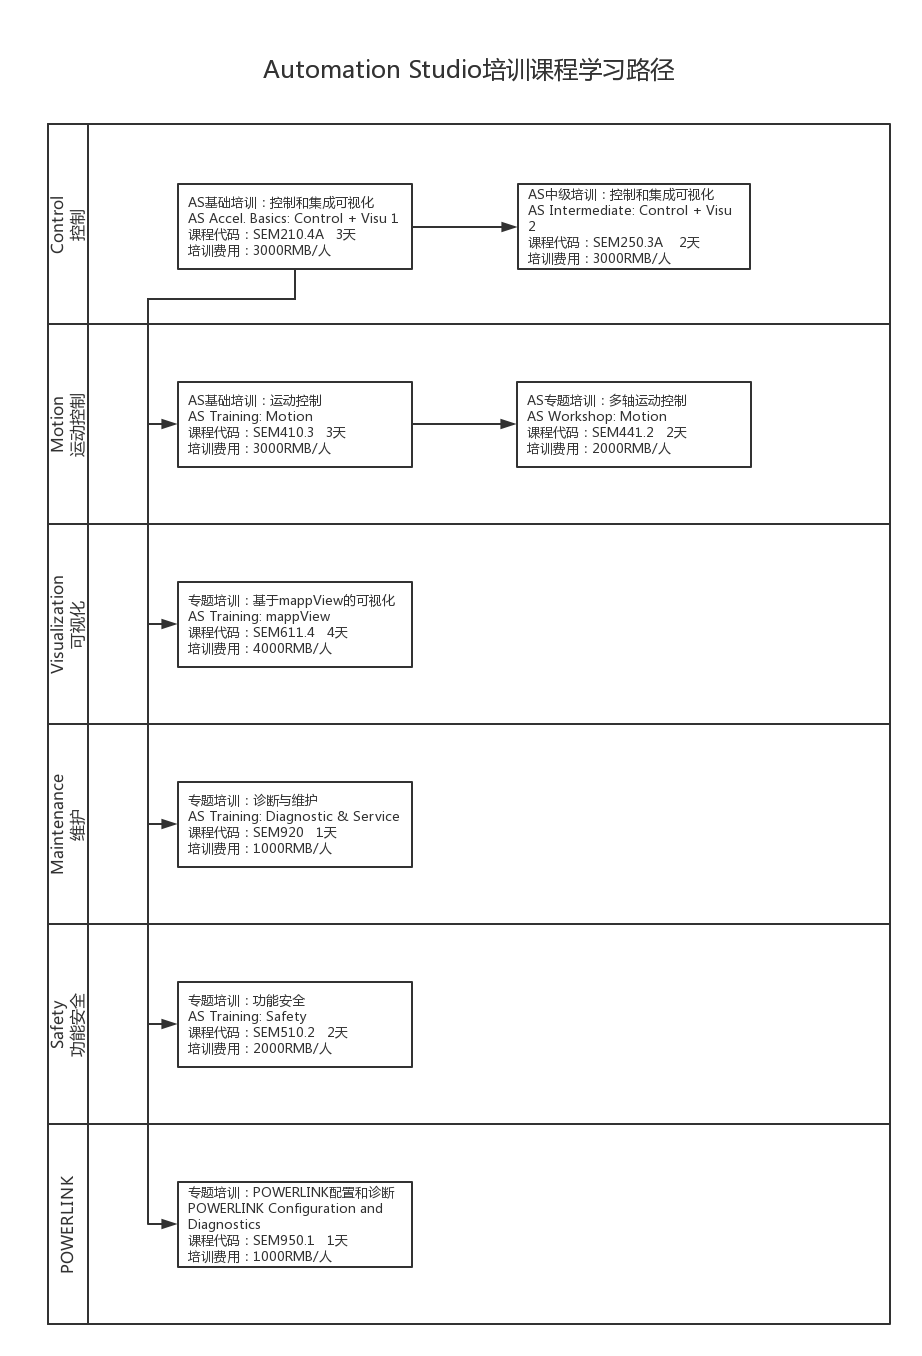 Automation Studio培训课程学习路径
Control
控制
AS基础培训：控制和集成可视化
AS Accel. Basics: Control + Visu 1
课程代码：SEM210.4A 3天
培训费用：3000RMB/人
AS中级培训：控制和集成可视化
AS Intermediate: Control + Visu
2
课程代码：SEM250.3A 2天
培训费用：3000RMB/人
Motion
运动控制
AS基础培训：运动控制
AS Training: Motion
课程代码：SEM410.3 3天
培训费用：3000RMB/人
AS专题培训：多轴运动控制
AS Workshop: Motion
课程代码：SEM441.2 2天
培训费用：2000RMB/人
Visualization
可视化
专题培训：基于mappView的可视化
AS Training: mappView
课程代码：SEM611.4 4天
培训费用：4000RMB/人
Maintenance
维护
专题培训：诊断与维护
AS Training: Diagnostic & Service
课程代码：SEM920 1天
培训费用：1000RMB/人
Safety
功能安全
专题培训：功能安全
AS Training: Safety
课程代码：SEM510.2 2天
培训费用：2000RMB/人
POWERLINK
专题培训：POWERLINK配置和诊断
POWERLINK Configuration and
Diagnostics
课程代码：SEM950.1 1天
培训费用：1000RMB/人